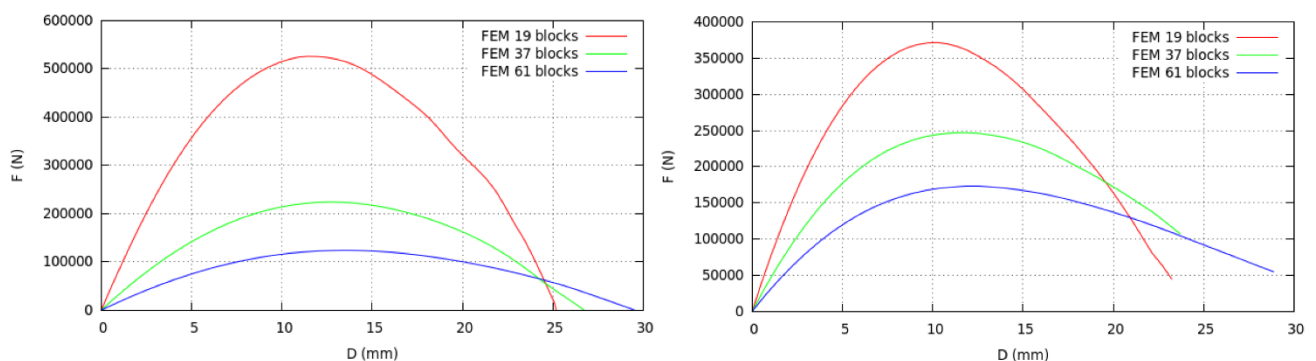 600000
500000
400000
300000
200000
100000
0
F (N)
FEM 19 blocks
FEM 37 blocks
FEM 61 blocks
0 5 10 15 20 25 30
D (mm)
400000
350000
300000
250000
200000
150000
100000
50000
0
F (N)
FEM 19 blocks
FEM 37 blocks
FEM 61 blocks
0 5 10 15 20 25 30
D (mm)